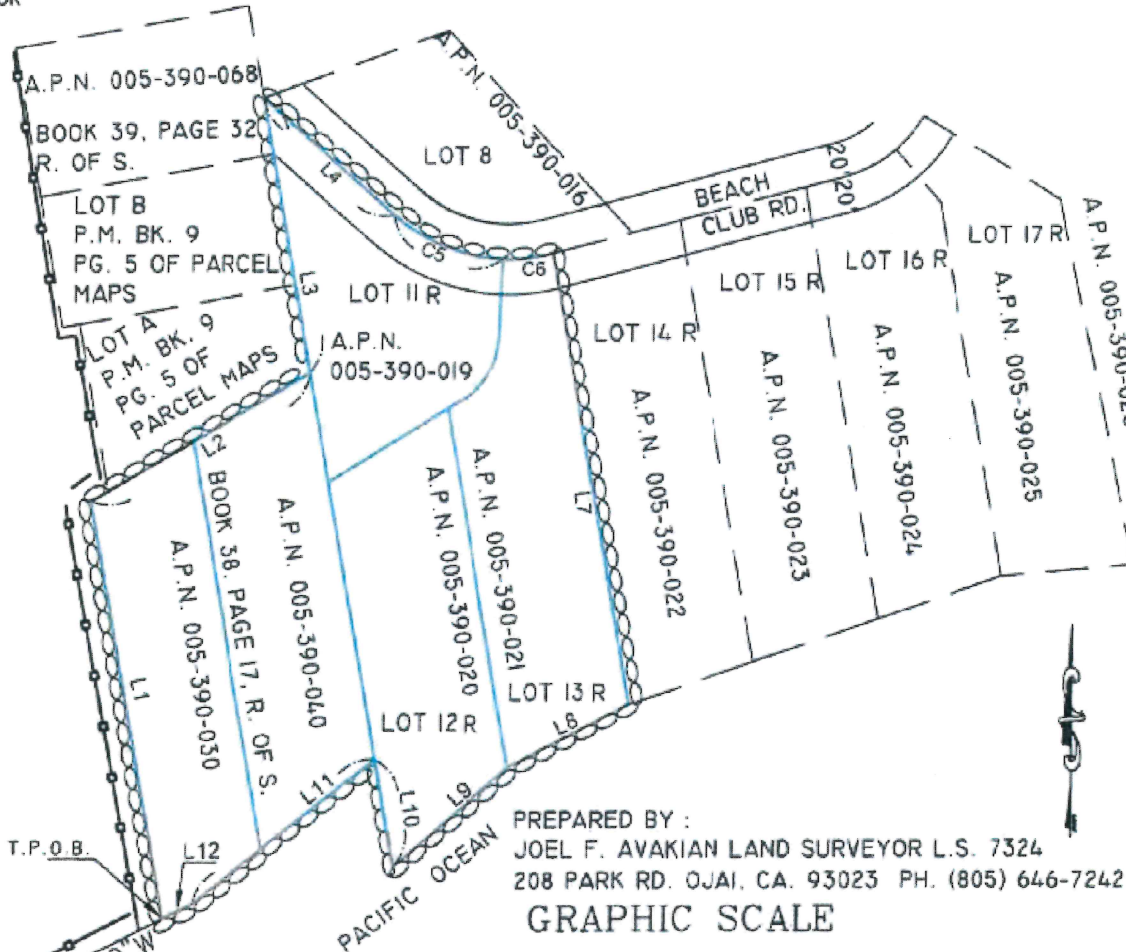 A.P.N. 005-390-068
BOOK 39, PAGE 32
R. OF S.
LOT B
P.M. BK. 9
PG. 5 OF PARCEL
MAPS
LOT A
P.M. BK. 9
PG. 5 OF
PARCEL MAPS
A.P.N. 005-390-016
LOT 8
BEACH
CLUB RD.
20'
20'
L4
C5
C6
L3
LOT 11 R
A.P.N.
005-390-019
L2
LOT 14 R
LOT 15 R
LOT 16 R
LOT 17 R
A.P.N. 005-390-022
A.P.N. 005-390-023
A.P.N. 005-390-024
A.P.N. 005-390-025
L1
A.P.N. 005-390-030
BOOK 38, PAGE 17, R. OF S.
A.P.N. 005-390-040
A.P.N. 005-390-020
A.P.N. 005-390-021
L7
LOT 12 R
LOT 13 R
L8
L9
L10
L11
L12
T.P.O.B.
PACIFIC OCEAN
PREPARED BY :
JOEL F. AVAKIAN LAND SURVEYOR L.S. 7324
208 PARK RD. OJAI, CA. 93023 PH. (805) 646-7242
GRAPHIC SCALE